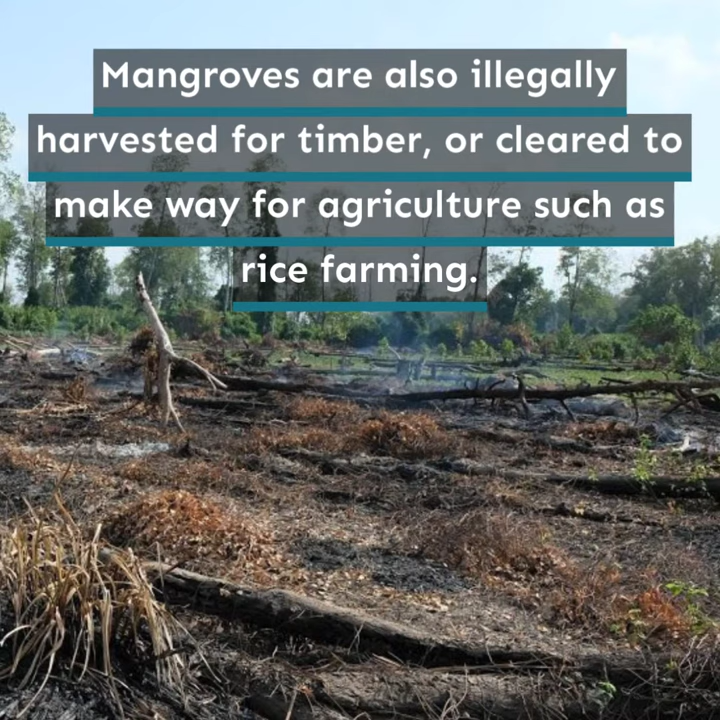 Mangroves are also illegally
harvested for timber, or cleared to
make way for agriculture such as
rice farming.